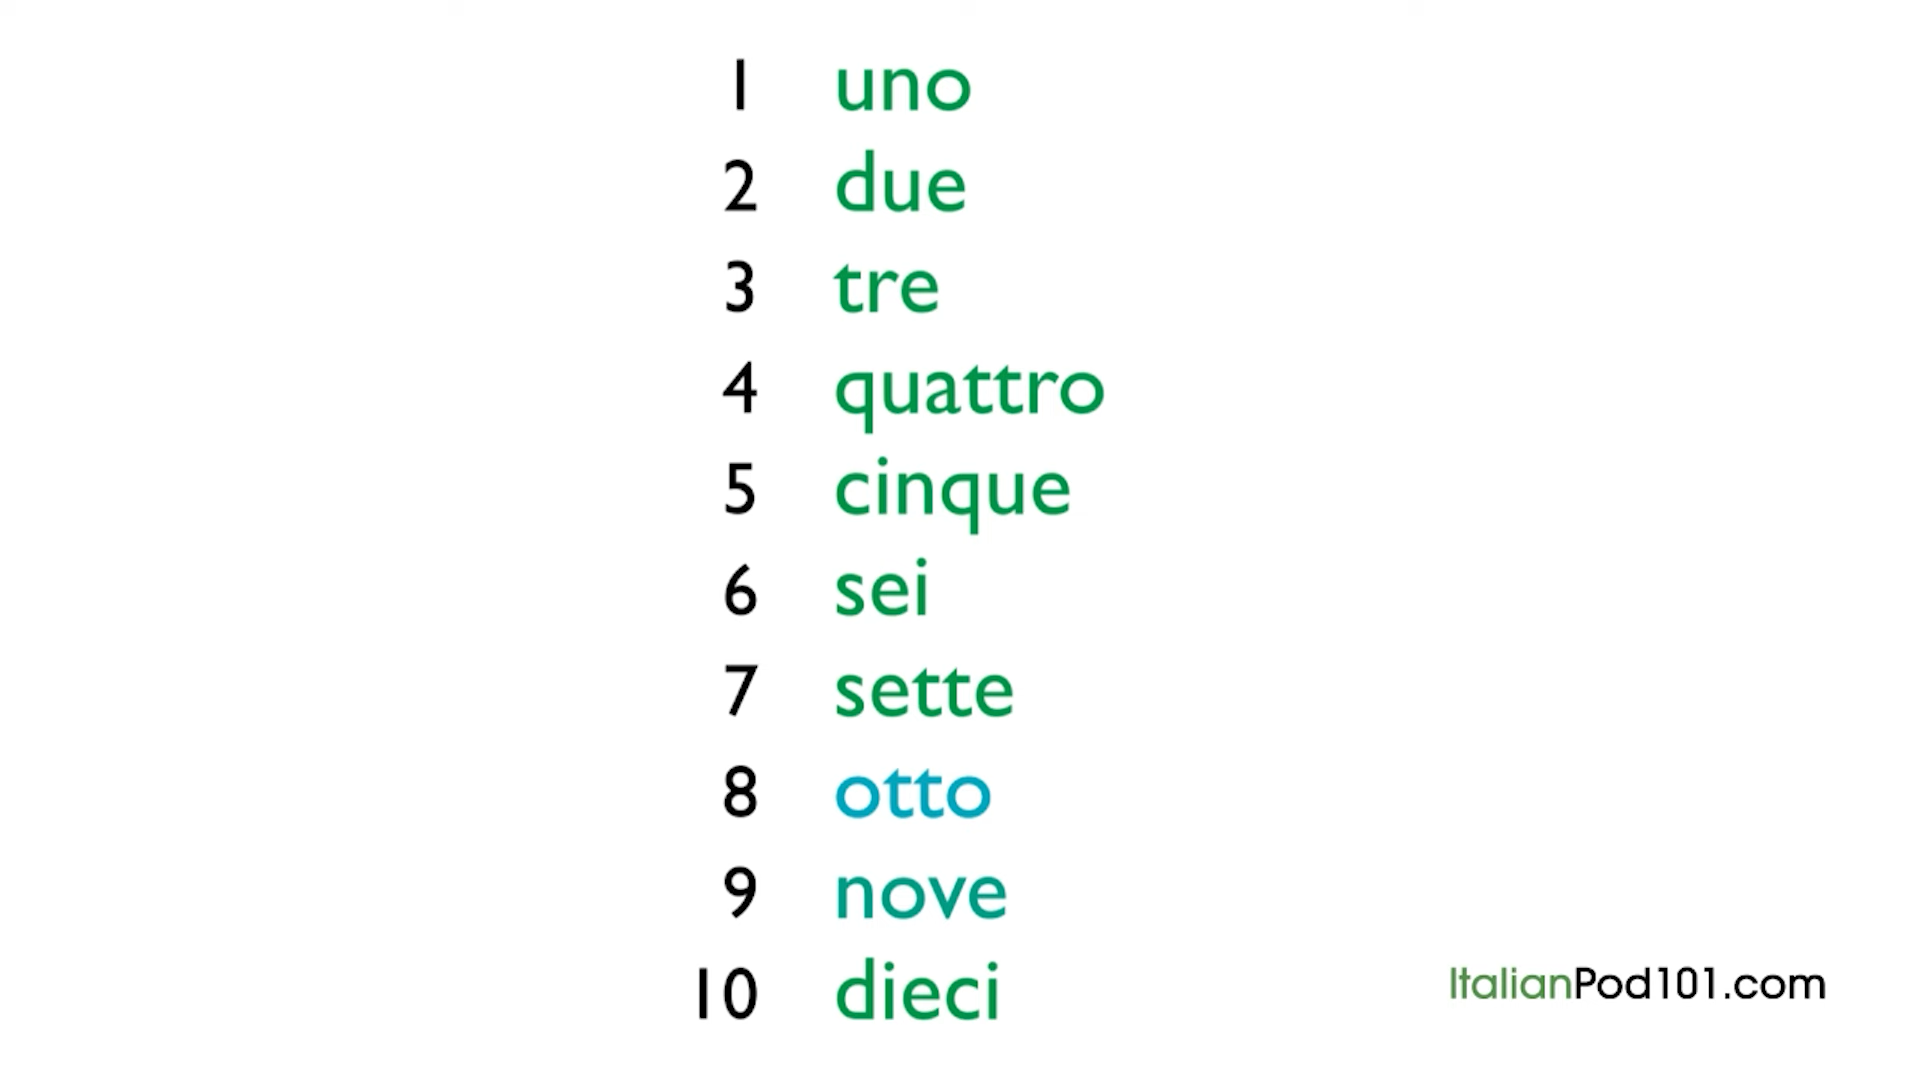 1 uno
2 due
3 tre
4 quattro
5 cinque
6 sei
7 sette
8 otto
9 nove
10 dieci
ItalianPod101.com